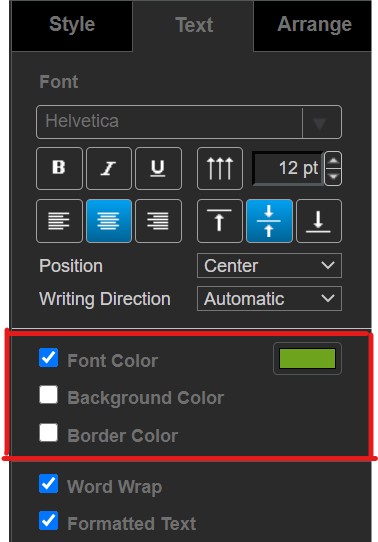 Style Text Arrange
Font
Helvetica
B I U 12 pt
Position Center
Writing Direction Automatic
Font Color
Background Color
Border Color
Word Wrap
Formatted Text